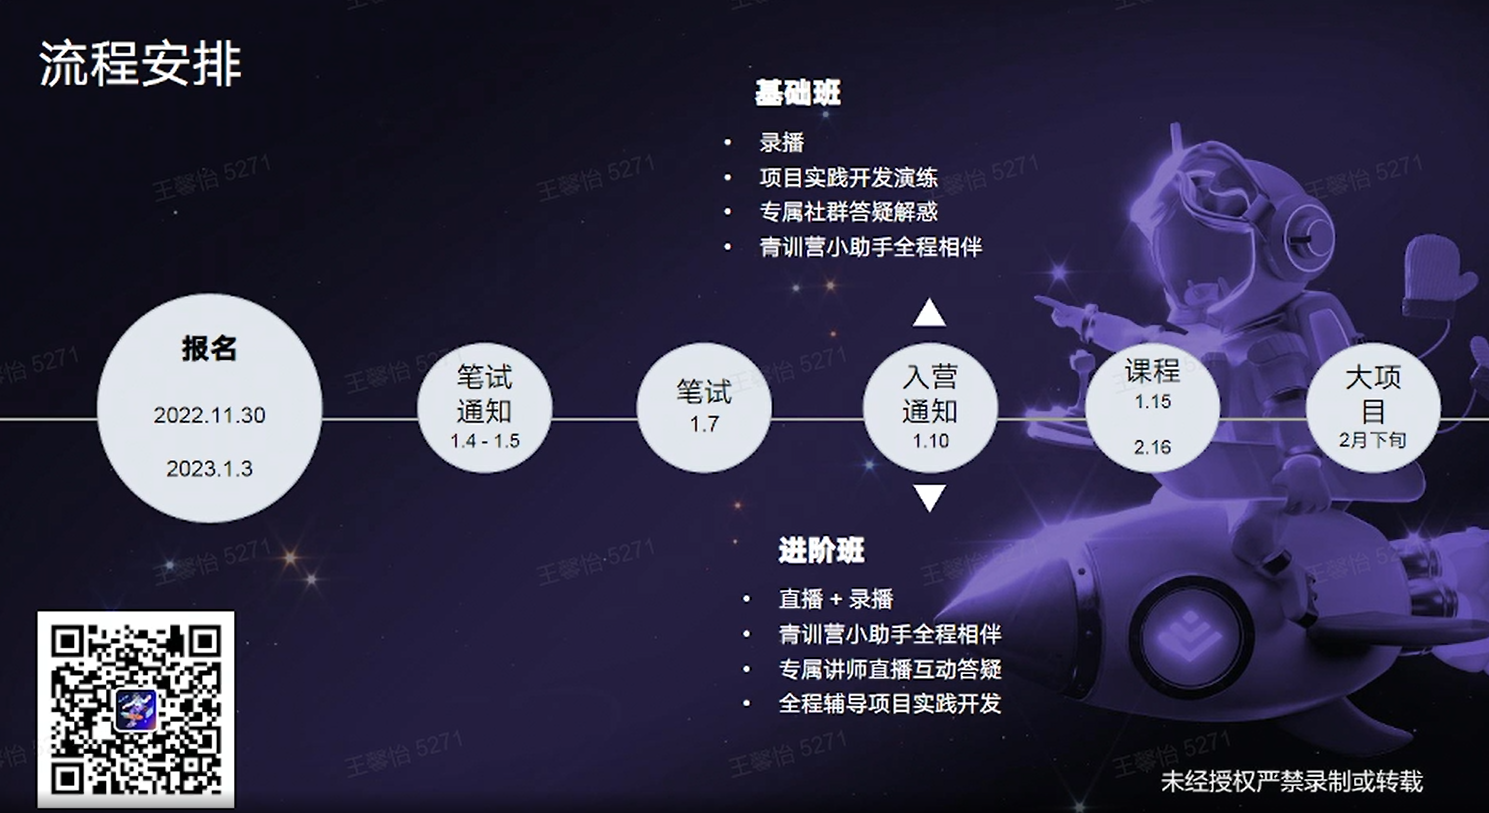 流程安排
基础班
• 录播
• 项目实践开发演练
• 专属社群答疑解惑
• 青训营小助手全程相伴
报名
2022.11.30
2023.1.3
笔试
通知
1.4 - 1.5
笔试
1.7
入营
通知
1.10
课程
1.15
2.16
大项
目
2月下旬
进阶班
• 直播 + 录播
• 青训营小助手全程相伴
• 专属讲师直播互动答疑
• 全程辅导项目实践开发
未经授权严禁录制或转载
王馨怡 5271